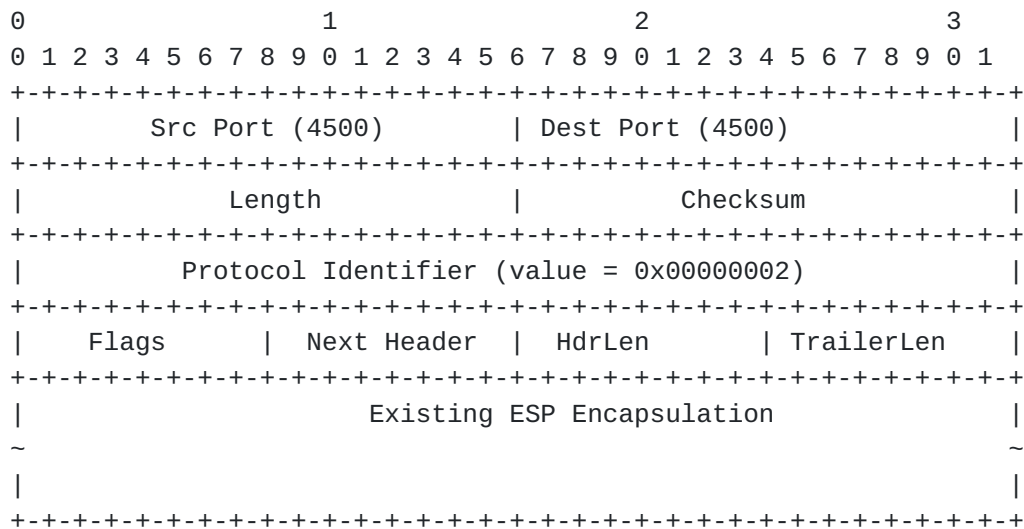 0                   1                   2                   3
0 1 2 3 4 5 6 7 8 9 0 1 2 3 4 5 6 7 8 9 0 1 2 3 4 5 6 7 8 9 0 1
+-+-+-+-+-+-+-+-+-+-+-+-+-+-+-+-+-+-+-+-+-+-+-+-+-+-+-+-+-+-+-+-+
|        Src Port (4500)        | Dest Port (4500)              |
+-+-+-+-+-+-+-+-+-+-+-+-+-+-+-+-+-+-+-+-+-+-+-+-+-+-+-+-+-+-+-+-+
|             Length            |          Checksum             |
+-+-+-+-+-+-+-+-+-+-+-+-+-+-+-+-+-+-+-+-+-+-+-+-+-+-+-+-+-+-+-+-+
|          Protocol Identifier (value = 0x00000002)             |
+-+-+-+-+-+-+-+-+-+-+-+-+-+-+-+-+-+-+-+-+-+-+-+-+-+-+-+-+-+-+-+-+
|    Flags      |  Next Header  |  HdrLen       | TrailerLen    |
+-+-+-+-+-+-+-+-+-+-+-+-+-+-+-+-+-+-+-+-+-+-+-+-+-+-+-+-+-+-+-+-+
|                      Existing ESP Encapsulation               |
~                                                               ~
|                                                               |
+-+-+-+-+-+-+-+-+-+-+-+-+-+-+-+-+-+-+-+-+-+-+-+-+-+-+-+-+-+-+-+-+